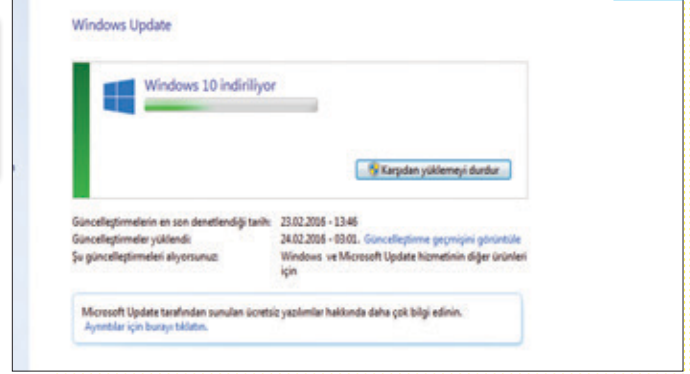 Windows Update
Windows 10 indiriliyor
Karşıdan yüklemeyi durdur
Güncelleştirmelerin en son denetlendiği tarih: 23.02.2016 - 13:46
Güncelleştirmeler yüklendi: 24.02.2016 - 03:01. Güncelleştirme geçmişini görüntüle
Şu güncelleştirmeleri alıyorsunuz: Windows ve Microsoft Update hizmetinin diğer ürünleri
için
Microsoft Update tarafından sunulan ücretsiz yazılımlar hakkında daha çok bilgi edinin.
Ayrıntılar için burayı tıklatın.